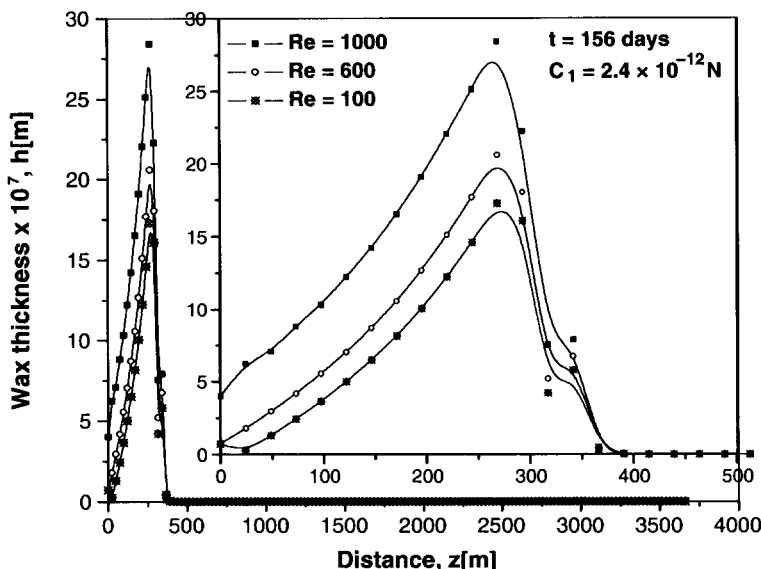 Wax thickness x 10⁷, h[m]
30
25
20
15
10
5
0
30
25
20
15
10
5
0
Re = 1000
Re = 600
Re = 100
t = 156 days
C₁ = 2.4 × 10⁻¹²N
0 100 200 300 400 500
0 500 1000 1500 2000 2500 3000 3500 4000
Distance, z[m]